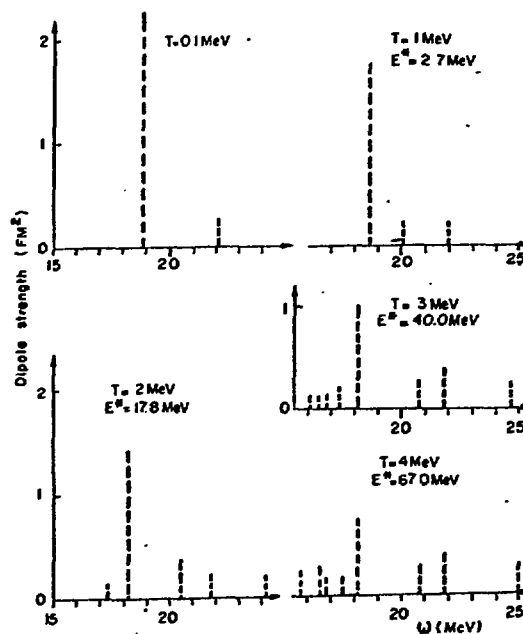 2
1
0
15
20
T=0.1MeV
T=1MeV
E*=2.7MeV
20
25
Dipole strength (FM²)
1
0
T=3MeV
E*=40.0MeV
20
25
2
1
0
15
20
T=2MeV
E*=17.8MeV
T=4MeV
E*=67.0MeV
20
25
ω(MeV)